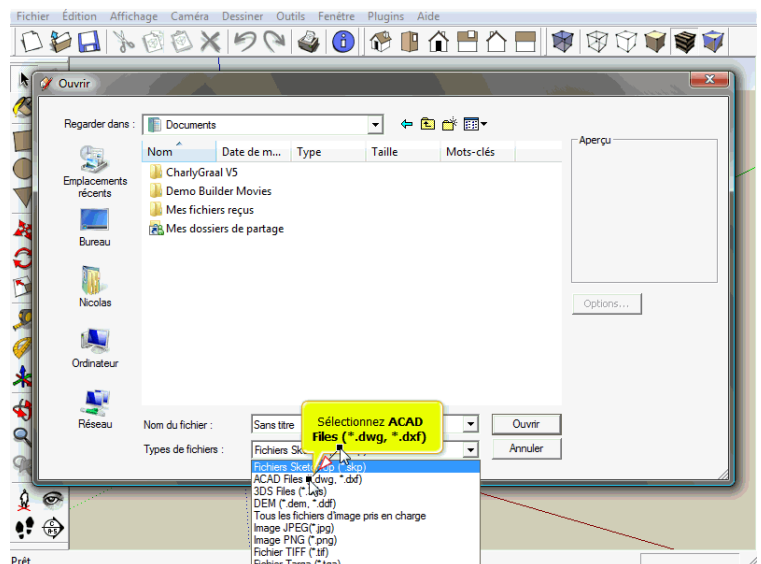 Fichier Édition Affichage Caméra Dessiner Outils Fenêtre Plugins Aide
Ouvrir
Regarder dans :
Documents
Aperçu
Nom Date de m... Type Taille Mots-clés
CharlyGraal V5
Demo Builder Movies
Mes fichiers reçus
Mes dossiers de partage
Emplacements
récents
Bureau
Nicolas
Ordinateur
Réseau
Options...
Nom du fichier :
Sans titre
Ouvrir
Types de fichiers :
Fichiers
Annuler
Sélectionnez ACAD
Files (*.dwg, *.dxf)
Fichiers SketchUp (*.skp)
ACAD Files (*.dwg, *.dxf)
3DS Files (*.3ds)
DEM (*.dem, *.ddf)
Tous les fichiers d'image pris en charge
Image JPEG(*.jpg)
Image PNG (*.png)
Fichier TIFF (*.tif)
Fichier Targa (*.tga)
Prêt